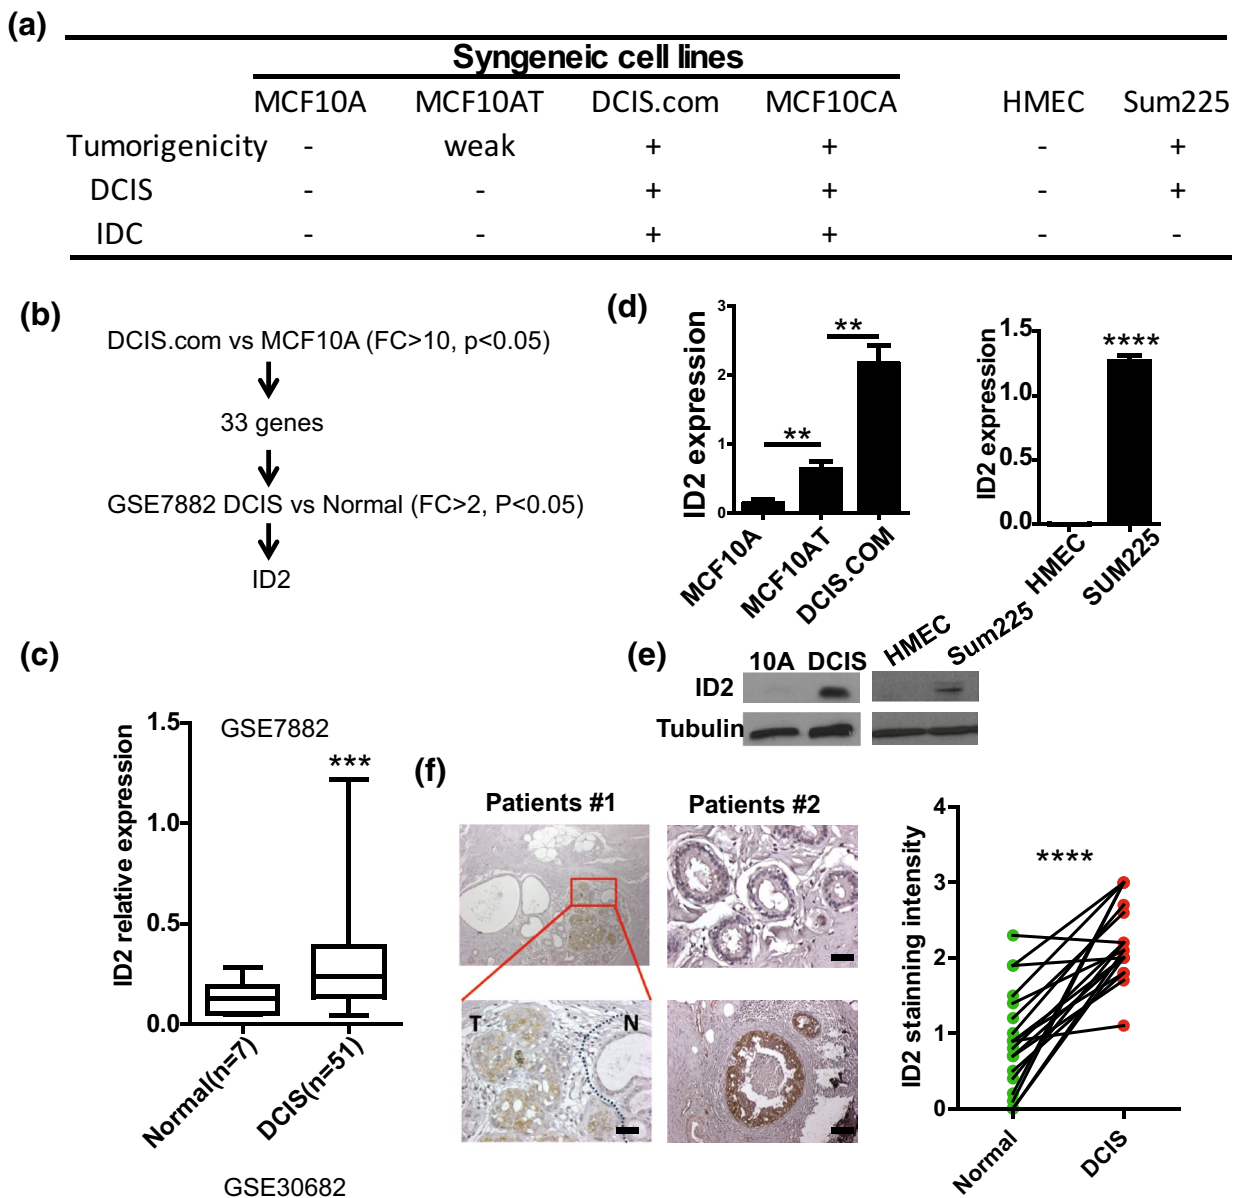 (a)
Syngeneic cell lines
MCF10A MCF10AT DCIS.com MCF10CA HMEC Sum225
Tumorigenicity - weak + + - +
DCIS - - + + - +
IDC - - + + - -
(b)
DCIS.com vs MCF10A (FC>10, p<0.05)
33 genes
GSE7882 DCIS vs Normal (FC>2, P<0.05)
ID2
(c)
GSE7882
***
ID2 relative expression
1.5
1.0
0.5
0.0
Normal(n=7)
DCIS(n=51)
GSE30682
(d)
ID2 expression
3
2
1
0
**
**
MCF10A
MCF10AT
DCIS.COM
ID2 expression
1.5
1.0
0.5
0.0
****
HMEC
SUM225
(e)
10A DCIS HMEC Sum225
ID2
Tubulin
(f)
Patients #1 Patients #2
T N
ID2 stainning intensity
4
3
2
1
0
****
Normal
DCIS